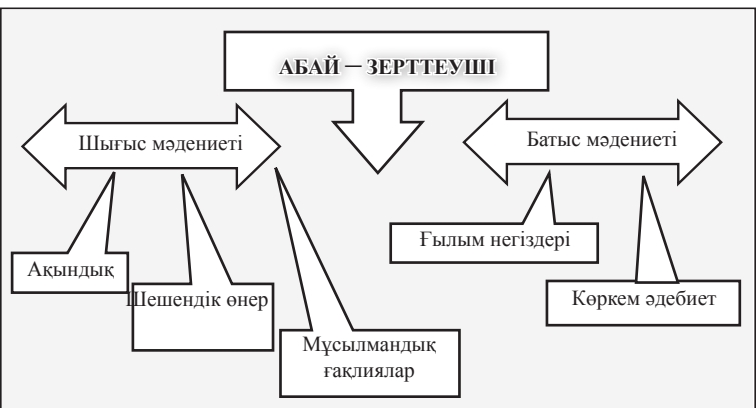 АБАЙ — ЗЕРТТЕУШІ
Шығыс мәдениеті
Батыс мәдениеті
Ғылым негіздері
Ақындық
Шешендік өнер
Көркем әдебиет
Мұсылмандық
ғақлиялар